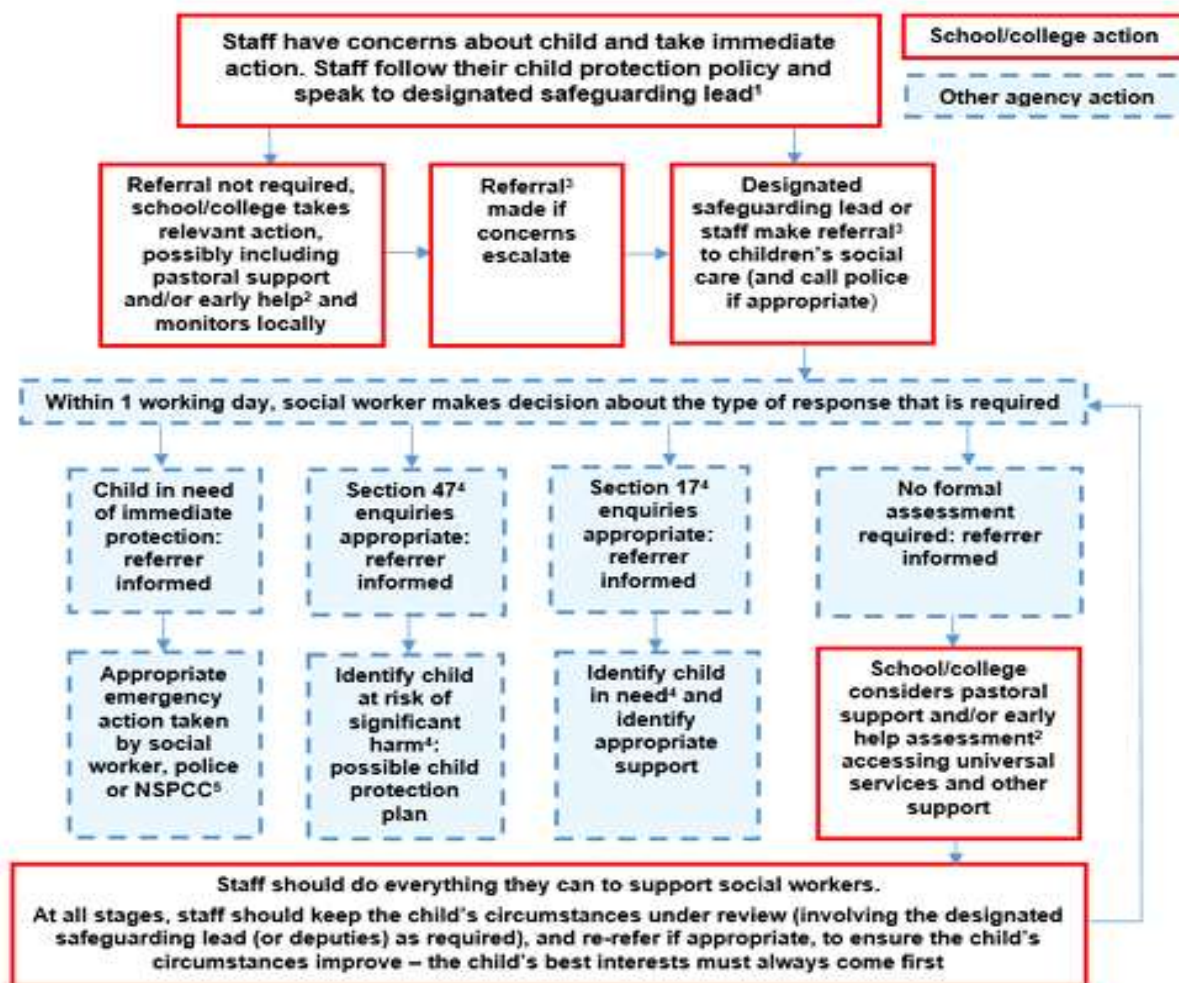 Staff have concerns about child and take immediate
action. Staff follow their child protection policy and
speak to designated safeguarding lead¹
School/college action
Other agency action
Referral not required,
school/college takes
relevant action,
possibly including
pastoral support
and/or early help² and
monitors locally
Referral³
made if
concerns
escalate
Designated
safeguarding lead or
staff make referral³
to children's social
care (and call police
if appropriate)
Within 1 working day, social worker makes decision about the type of response that is required
Child in need
of immediate
protection:
referrer
informed
Section 47⁴
enquiries
appropriate:
referrer
informed
Section 17⁴
enquiries
appropriate:
referrer
informed
No formal
assessment
required: referrer
informed
Appropriate
emergency
action taken
by social
worker, police
or NSPCC⁵
Identify child
at risk of
significant
harm⁴:
possible child
protection
plan
Identify child
in need⁴ and
identify
appropriate
support
School/college
considers pastoral
support and/or early
help assessment²
accessing universal
services and other
support
Staff should do everything they can to support social workers.
At all stages, staff should keep the child's circumstances under review (involving the designated
safeguarding lead (or deputies) as required), and re-refer if appropriate, to ensure the child's
circumstances improve – the child's best interests must always come first